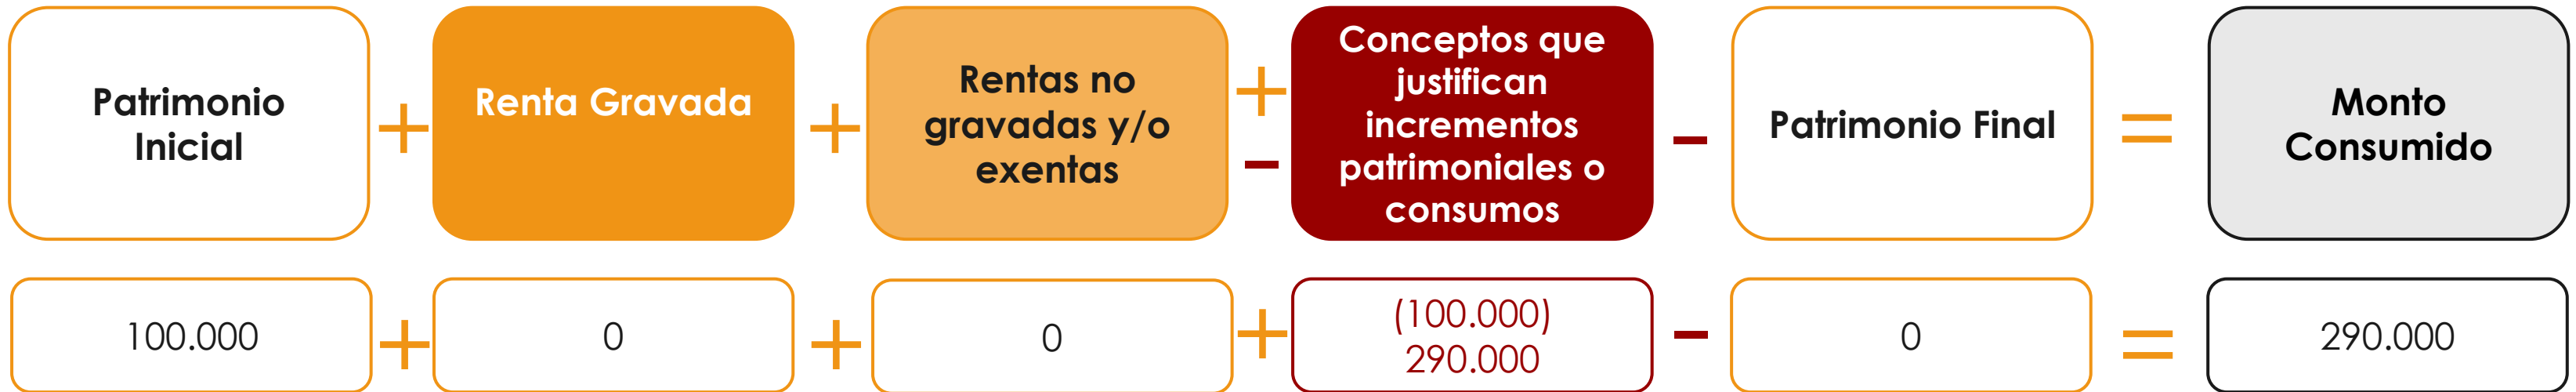 Patrimonio
Inicial
+
Renta Gravada
+
Rentas no
gravadas y/o
exentas
+
-
Conceptos que
justifican
incrementos
patrimoniales o
consumos
-
Patrimonio Final
=
Monto
Consumido
100.000
+
0
+
0
+
(100.000)
290.000
-
0
=
290.000